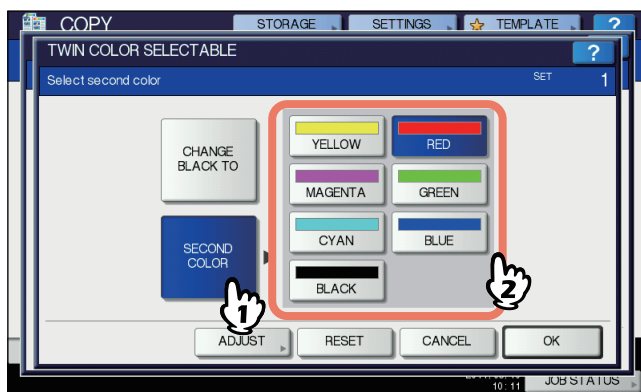 COPY
STORAGE
SETTINGS
TEMPLATE
?
TWIN COLOR SELECTABLE
?
Select second color
SET
1
CHANGE
BLACK TO
YELLOW
RED
MAGENTA
GREEN
SECOND
COLOR
CYAN
BLUE
BLACK
1
2
ADJUST
RESET
CANCEL
OK
10:11
JOB STATUS